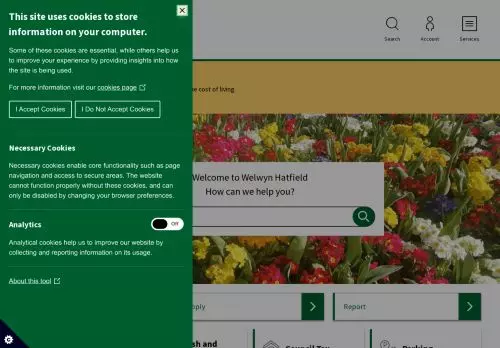 This site uses cookies to store
information on your computer.
Some of these cookies are essential, while others help us
to improve your experience by providing insights into how
the site is being used.
For more information visit our cookies page
I Accept Cookies
I Do Not Accept Cookies
Necessary Cookies
Necessary cookies enable core functionality such as page
navigation and access to secure areas. The website
cannot function properly without these cookies, and can
only be disabled by changing your browser preferences.
Analytics
Off
Analytical cookies help us to improve our website by
collecting and reporting information on its usage.
About this tool
Search
Account
Services
cost of living
Welcome to Welwyn Hatfield
How can we help you?
Report
and
Council Tax
Parking